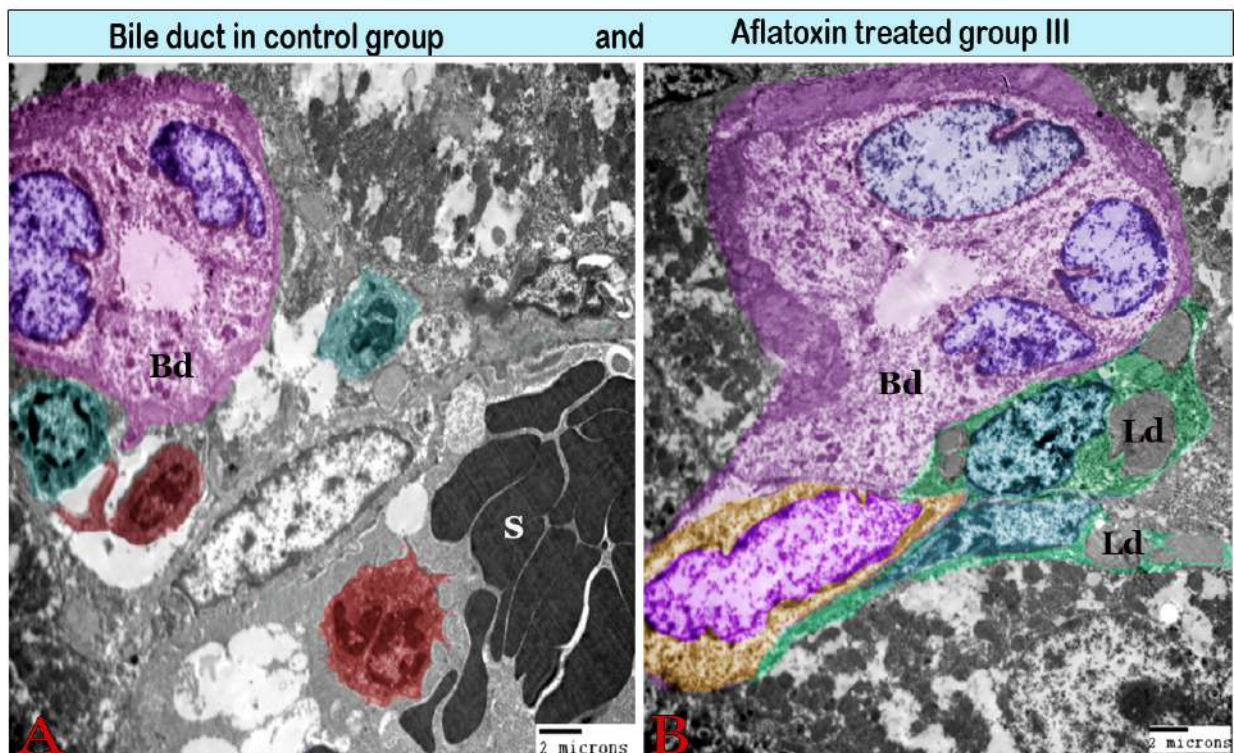 Bile duct in control group and Aflatoxin treated group III
Bd
S
A
2 microns
Bd
Ld
Ld
B
2 microns